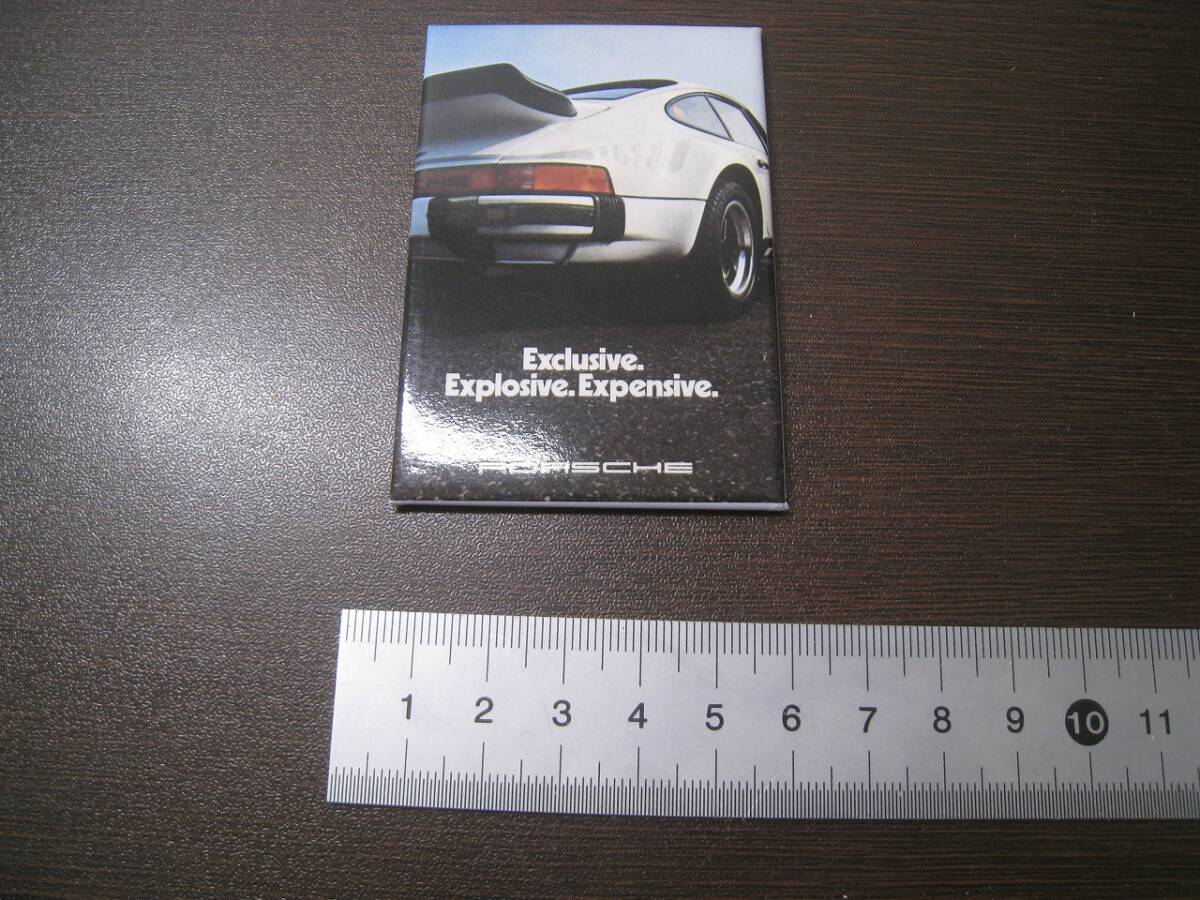 Exclusive.
Explosive. Expensive.
PORSCHE
1 2 3 4 5 6 7 8 9 10 11